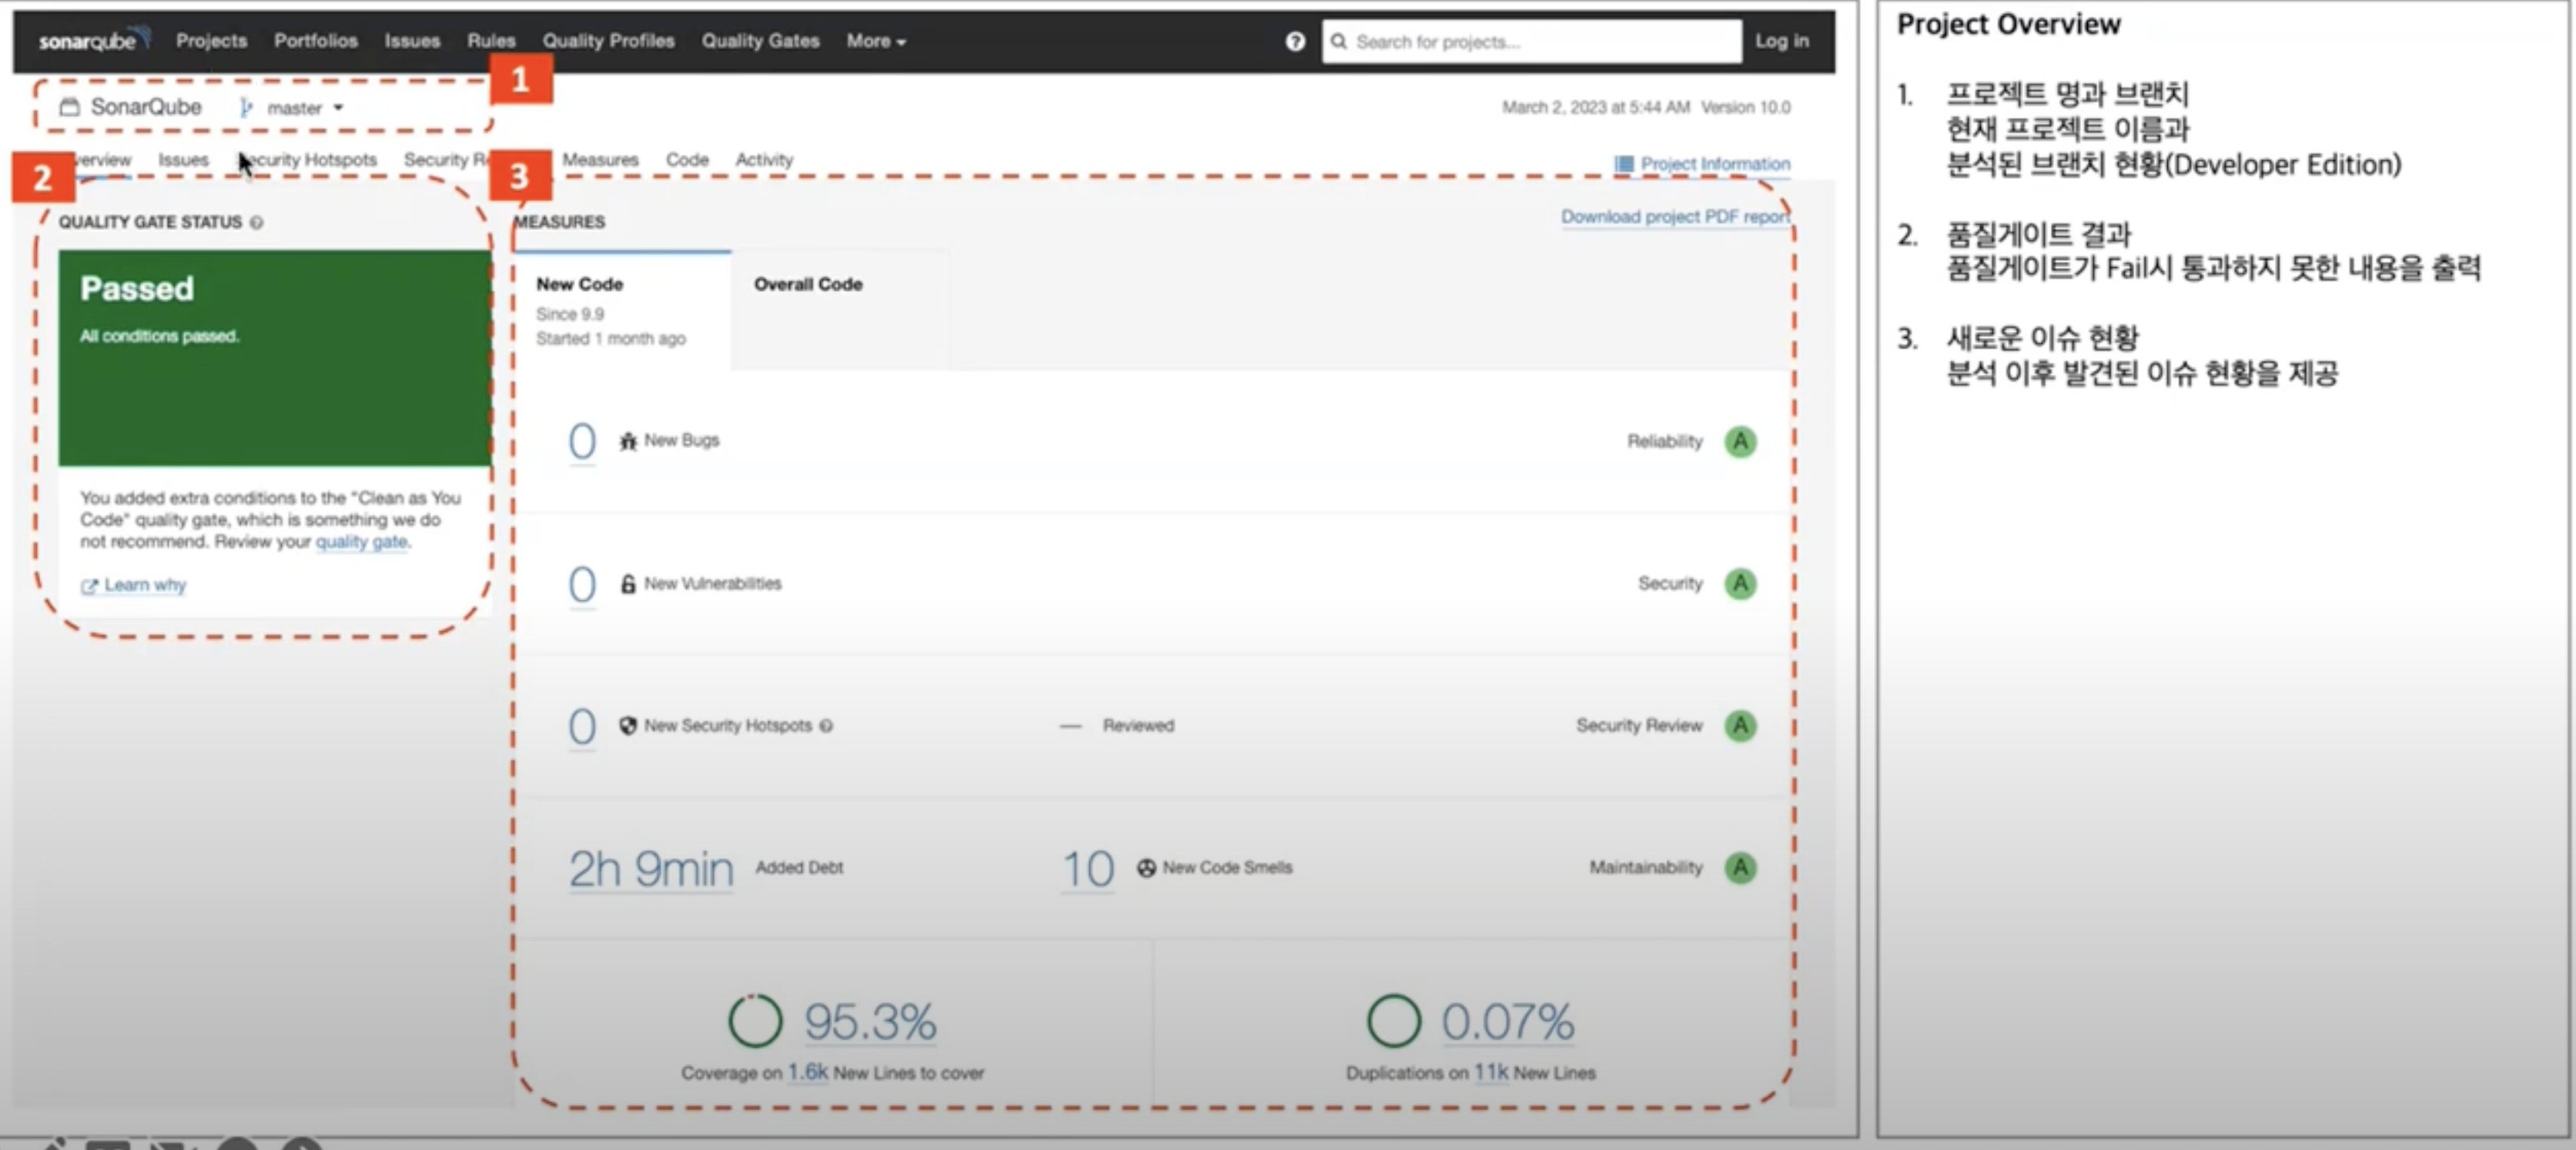 sonarqube Projects Portfolios Issues Rules Quality Profiles Quality Gates More Search for projects... Log in
1
SonarQube master
March 2, 2023 at 5:44 AM Version 10.0
Issues Hotspots Security Measures Code Activity
Project Information
2
3
QUALITY GATE STATUS
Passed
All conditions passed.
You added extra conditions to the "Clean as You
Code" quality gate, which is something we do
not recommend. Review your quality gate.
Learn why
MEASURES
Download project PDF report
New Code
Since 9.9
Started 1 month ago
Overall Code
0 New Bugs Reliability A
0 New Vulnerabilities Security A
0 New Security Hotspots — Reviewed Security Review A
2h 9min Added Debt 10 New Code Smells Maintainability A
95.3%
Coverage on 1.6k New Lines to cover
0.07%
Duplications on 11k New Lines
Project Overview
1. 프로젝트 명과 브랜치
현재 프로젝트 이름과
분석된 브랜치 현황(Developer Edition)
2. 품질게이트 결과
품질게이트가 Fail시 통과하지 못한 내용을 출력
3. 새로운 이슈 현황
분석 이후 발견된 이슈 현황을 제공